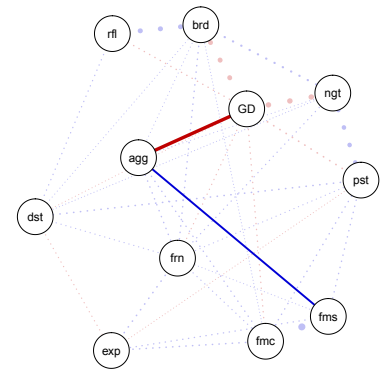 brd
rfl
ngt
GD
agg
pst
dst
frn
fms
fmc
exp